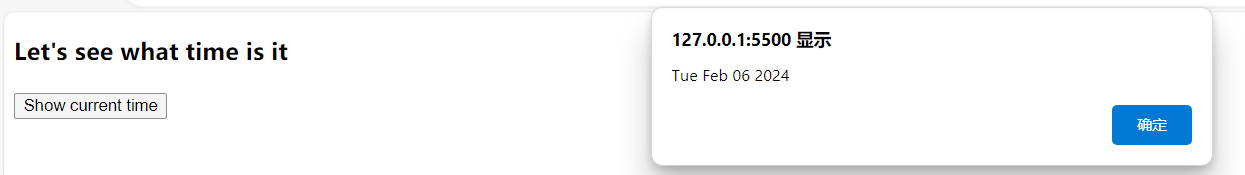 Let's see what time is it
Show current time
127.0.0.1:5500 显示
Tue Feb 06 2024
确定